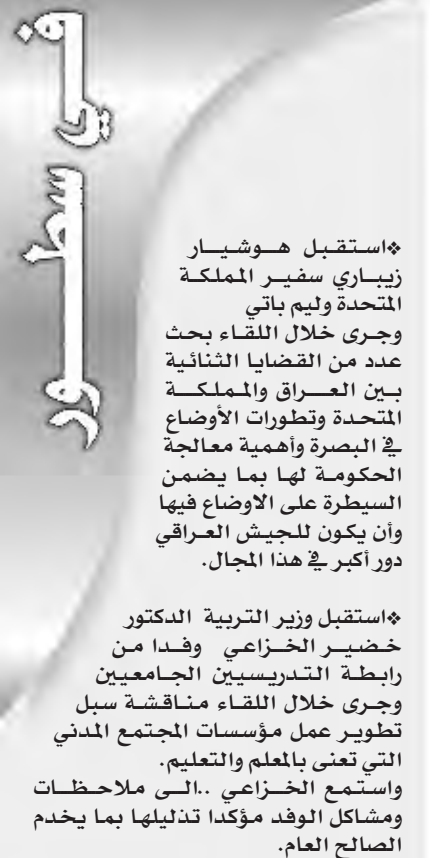 في سطور
❖استقبل هوشيار
زيباري سفير المملكة
المتحدة وليم باتي
وجرى خلال اللقاء بحث
عدد من القضايا الثنائية
بين العراق والمملكة
المتحدة وتطورات الأوضاع
في البصرة وأهمية معالجة
الحكومة لها بما يضمن
السيطرة على الاوضاع فيها
وأن يكون للجيش العراقي
دور أكبر في هذا المجال.
❖استقبل وزير التربية الدكتور
خضير الخزاعي وفدا من
رابطة التدريسيين الجامعيين
وجرى خلال اللقاء مناقشة سبل
تطوير عمل مؤسسات المجتمع المدني
التي تعنى بالمعلم والتعليم.
واستمع الخزاعي ..الى ملاحظات
ومشاكل الوفد مؤكدا تذليلها بما يخدم
الصالح العام.